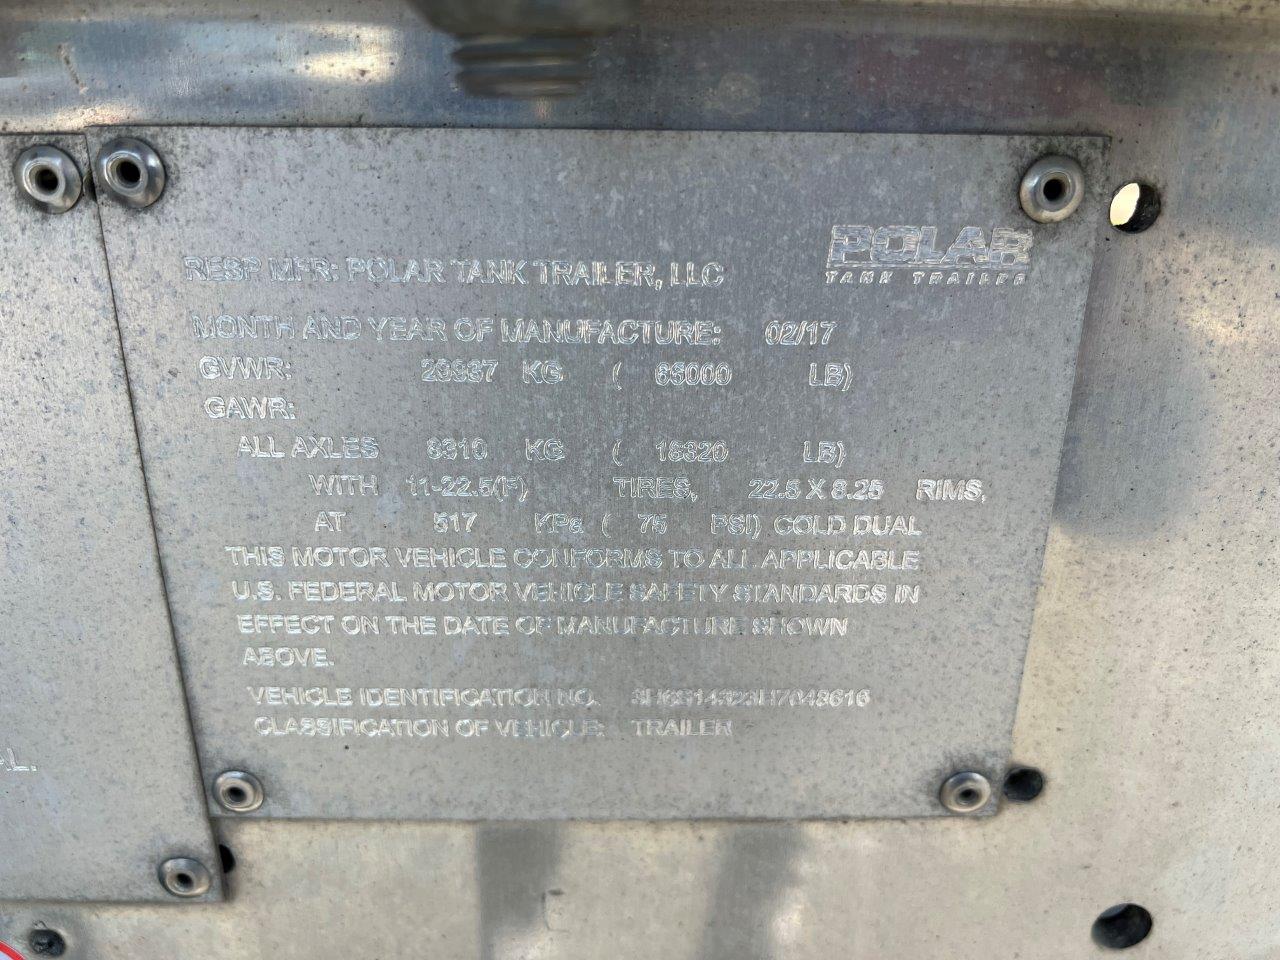 POLAR
TANK TRAILER
RESP MFR: POLAR TANK TRAILER, LLC
MONTH AND YEAR OF MANUFACTURE: 02/17
GVWR: KG ( LB)
GAWR:
ALL AXLES 8310 KG ( 18320 LB)
WITH 11-22.5(F) TIRES, 22.5 X 8.25 RIMS,
AT 517 KPa ( 75 PSI) COLD DUAL
THIS MOTOR VEHICLE CONFORMS TO ALL APPLICABLE
U.S. FEDERAL MOTOR VEHICLE SAFETY STANDARDS IN
EFFECT ON THE DATE OF MANUFACTURE SHOWN
ABOVE.
VEHICLE IDENTIFICATION NO.
CLASSIFICATION OF VEHICLE: TRAILER
AL.